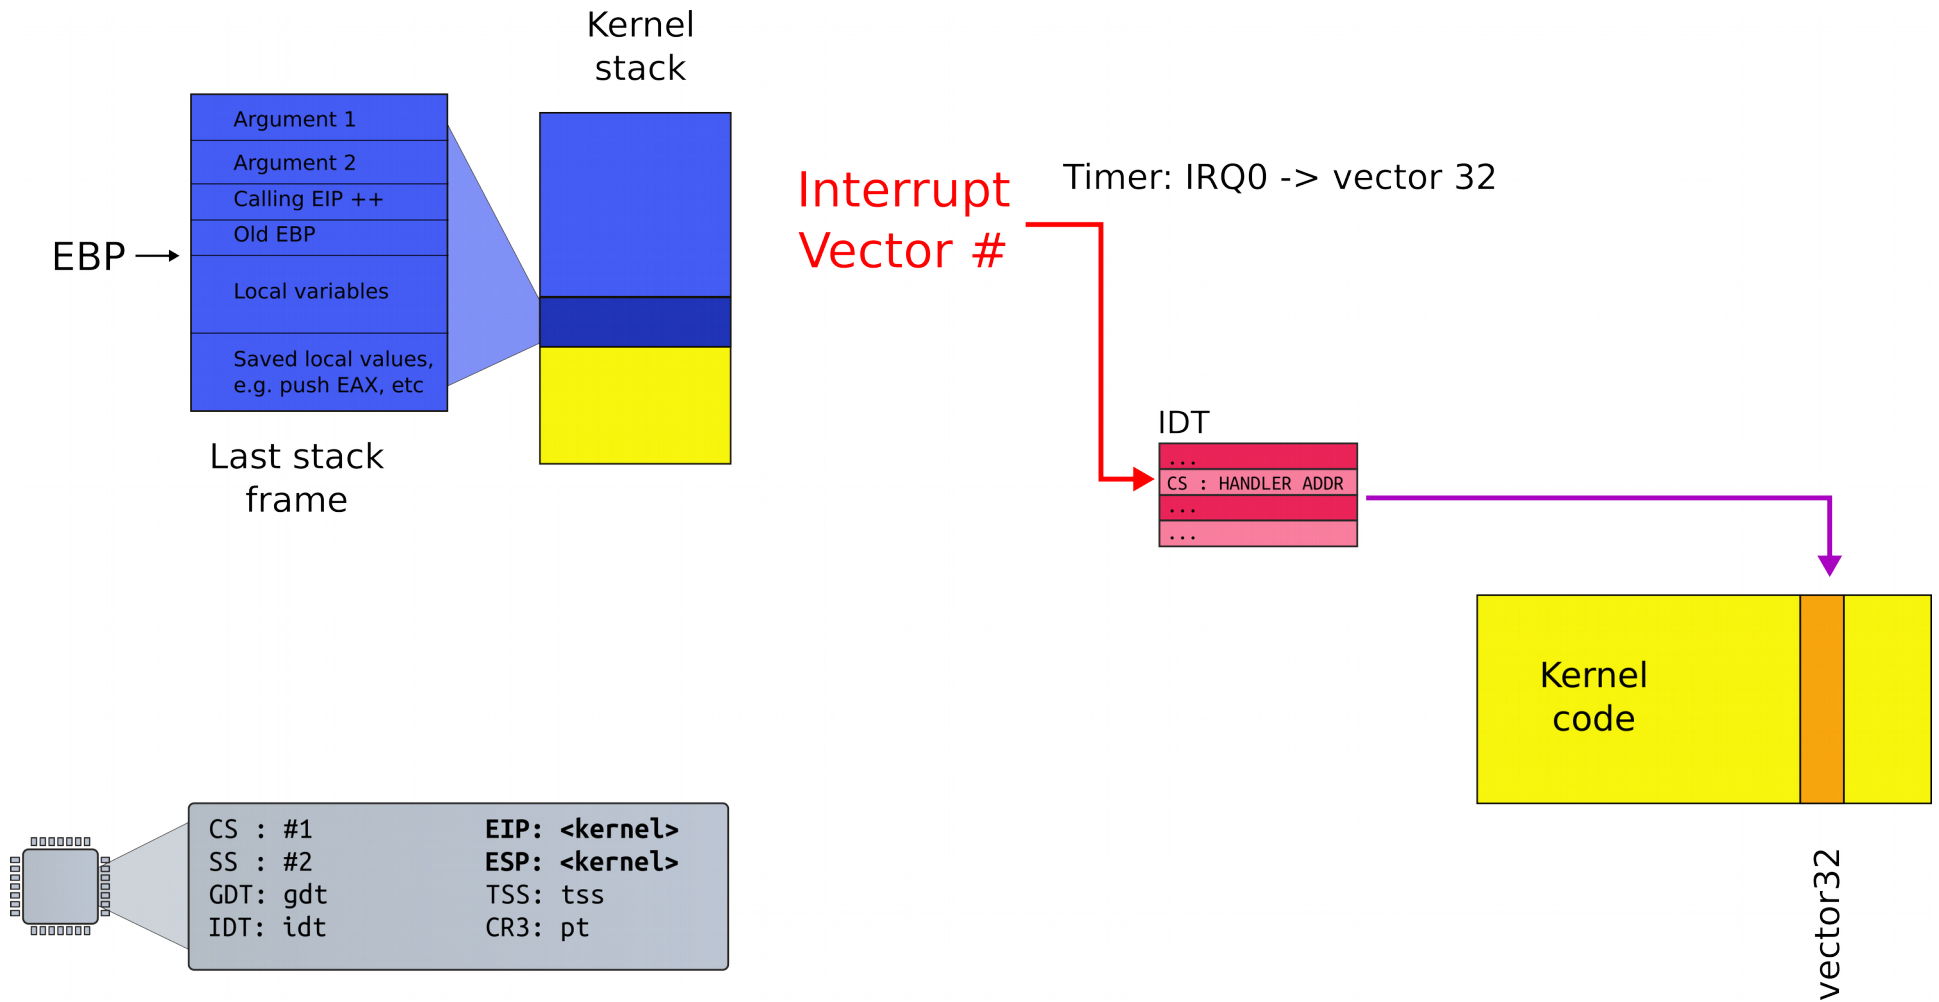 Kernel
stack
Argument 1
Argument 2
Calling EIP ++
Old EBP
EBP
Local variables
Saved local values,
e.g. push EAX, etc
Last stack
frame
Interrupt
Vector #
Timer: IRQ0 -> vector 32
IDT
...
CS : HANDLER ADDR
...
...
Kernel
code
vector32
CS : #1 EIP: <kernel>
SS : #2 ESP: <kernel>
GDT: gdt TSS: tss
IDT: idt CR3: pt